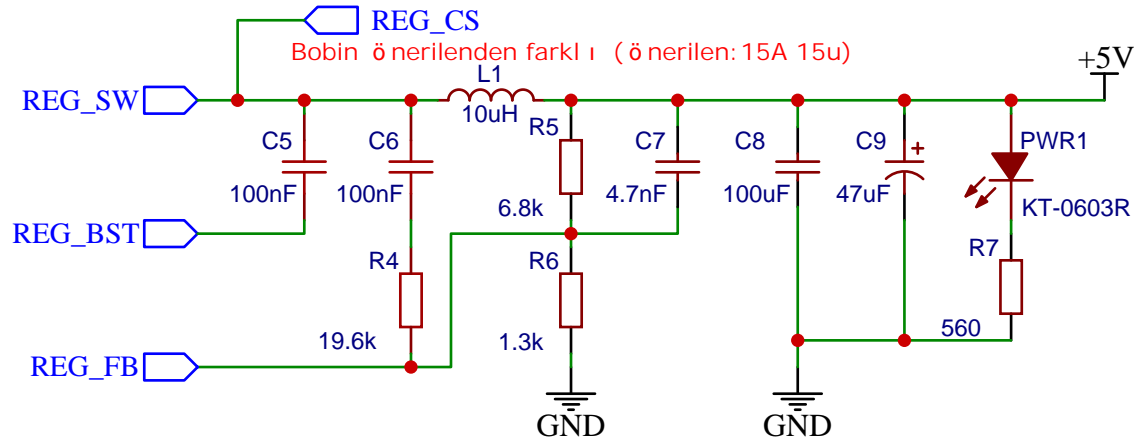 REG_CS
Bobin önerilenden farklı (önerilen: 15A 15u)
+5V
REG_SW
L1
10uH
C5
100nF
C6
100nF
R5
6.8k
C7
4.7nF
C8
100uF
C9
+
47uF
PWR1
KT-0603R
REG_BST
R4
19.6k
R6
1.3k
R7
560
REG_FB
GND
GND